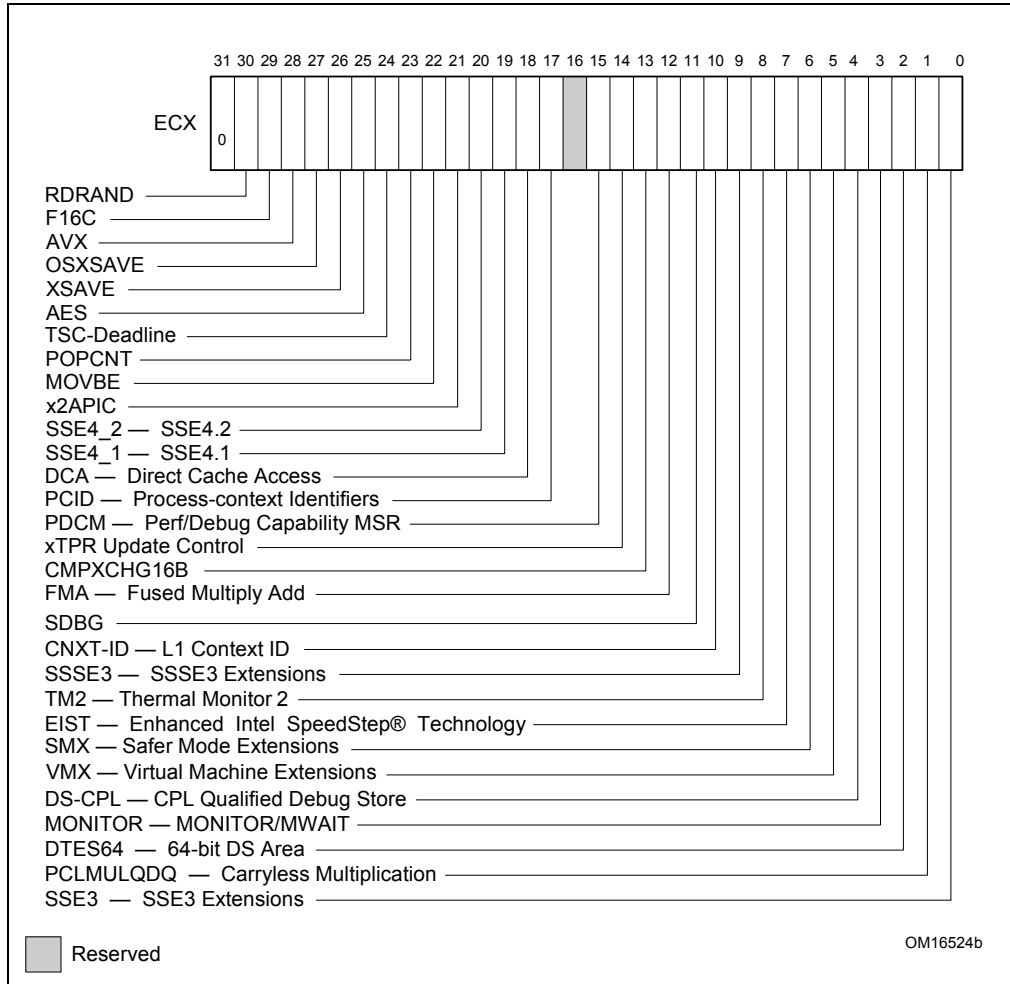 31 30 29 28 27 26 25 24 23 22 21 20 19 18 17 16 15 14 13 12 11 10 9 8 7 6 5 4 3 2 1 0
ECX
0
RDRAND
F16C
AVX
OSXSAVE
XSAVE
AES
TSC-Deadline
POPCNT
MOVBE
x2APIC
SSE4_2 — SSE4.2
SSE4_1 — SSE4.1
DCA — Direct Cache Access
PCID — Process-context Identifiers
PDCM — Perf/Debug Capability MSR
xTPR Update Control
CMPXCHG16B
FMA — Fused Multiply Add
SDBG
CNXT-ID — L1 Context ID
SSSE3 — SSSE3 Extensions
TM2 — Thermal Monitor 2
EIST — Enhanced Intel SpeedStep® Technology
SMX — Safer Mode Extensions
VMX — Virtual Machine Extensions
DS-CPL — CPL Qualified Debug Store
MONITOR — MONITOR/MWAIT
DTES64 — 64-bit DS Area
PCLMULQDQ — Carryless Multiplication
SSE3 — SSE3 Extensions
Reserved
OM16524b